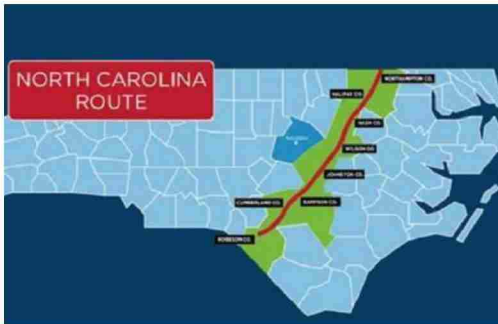 NORTH CAROLINA
ROUTE
NORTHAMPTON CO.
HALIFAX CO.
NASH CO.
WILSON CO.
JOHNSTON CO.
CUMBERLAND CO.
SAMPSON CO.
ROBESON CO.